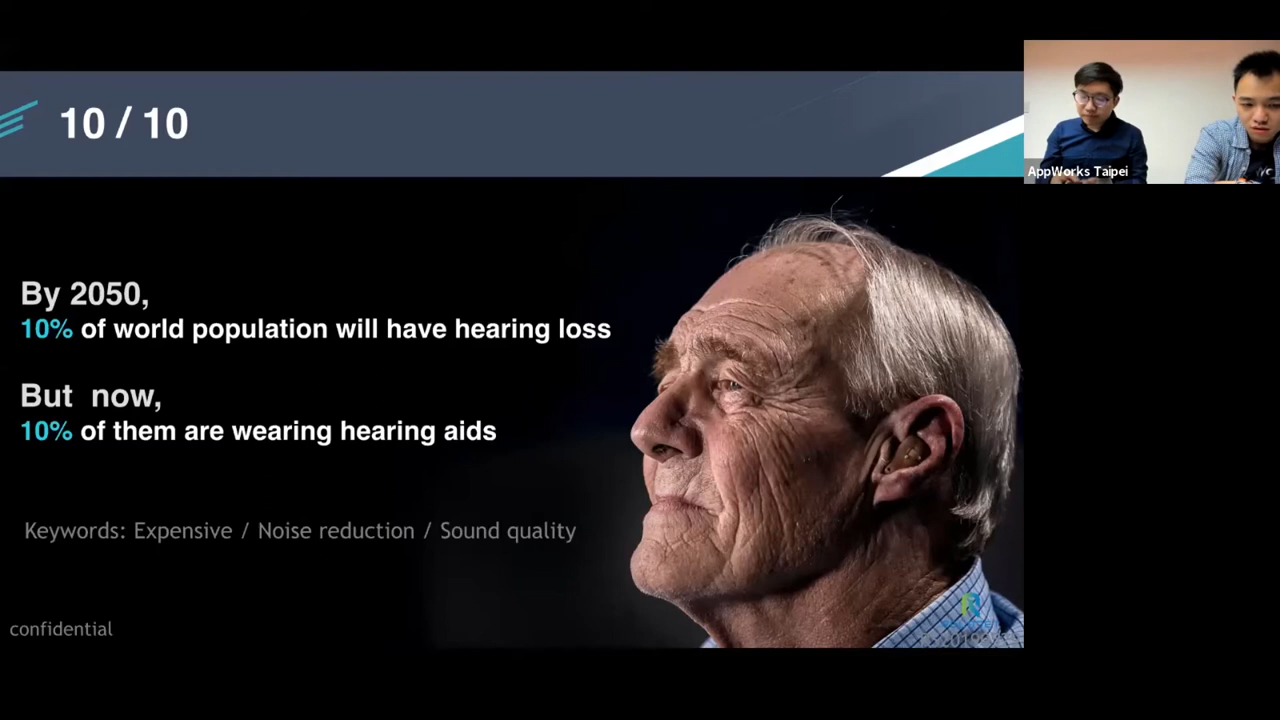 10 / 10
AppWorks Taipei
By 2050,
10% of world population will have hearing loss
But now,
10% of them are wearing hearing aids
Keywords: Expensive / Noise reduction / Sound quality
confidential